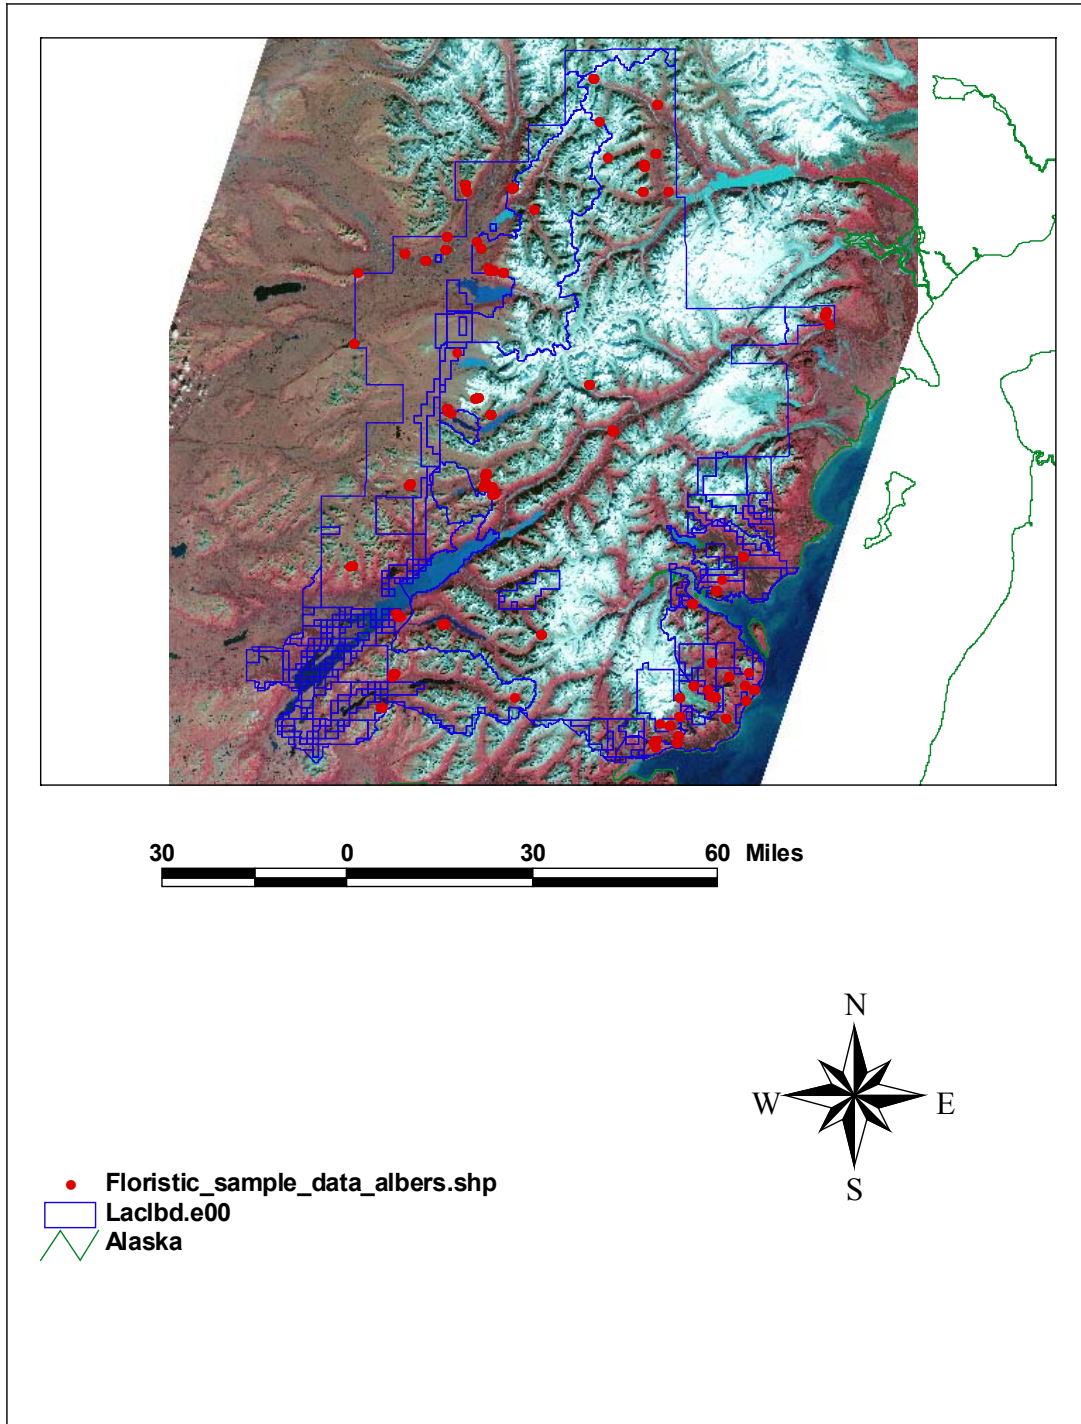 30 0 30 60 Miles
N
W E
S
Floristic_sample_data_albers.shp
Laclbd.e00
Alaska